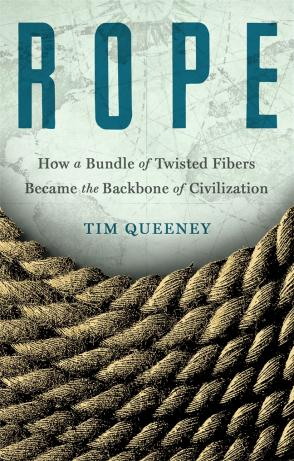 ROPE
How a Bundle of Twisted Fibers
Became the Backbone of Civilization
TIM QUEENEY